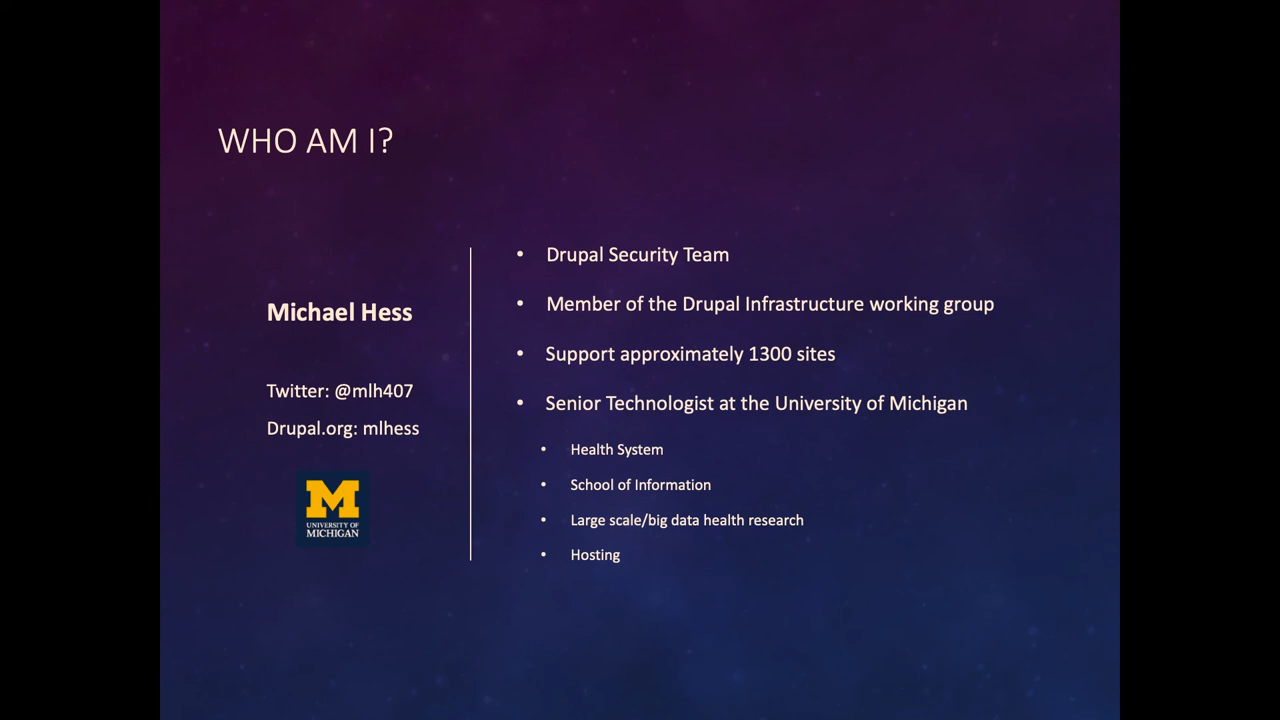 WHO AM I?
Michael Hess
Twitter: @mlh407
Drupal.org: mlhess
M
UNIVERSITY OF
MICHIGAN
• Drupal Security Team
• Member of the Drupal Infrastructure working group
• Support approximately 1300 sites
• Senior Technologist at the University of Michigan
• Health System
• School of Information
• Large scale/big data health research
• Hosting